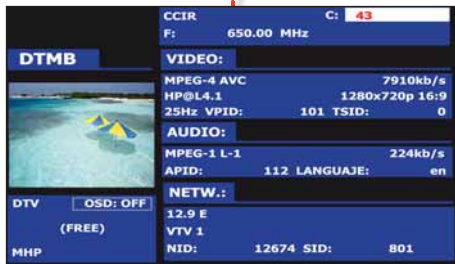 CCIR C: 43
F: 650.00 MHz
DTMB
VIDEO:
MPEG-4 AVC 7910kb/s
HP@L4.1 1280x720p 16:9
25Hz VPID: 101 TSID: 0
AUDIO:
MPEG-1 L-1 224kb/s
APID: 112 LANGUAJE: en
NETW.:
12.9 E
VTV 1
NID: 12674 SID: 801
DTV OSD: OFF
(FREE)
MHP